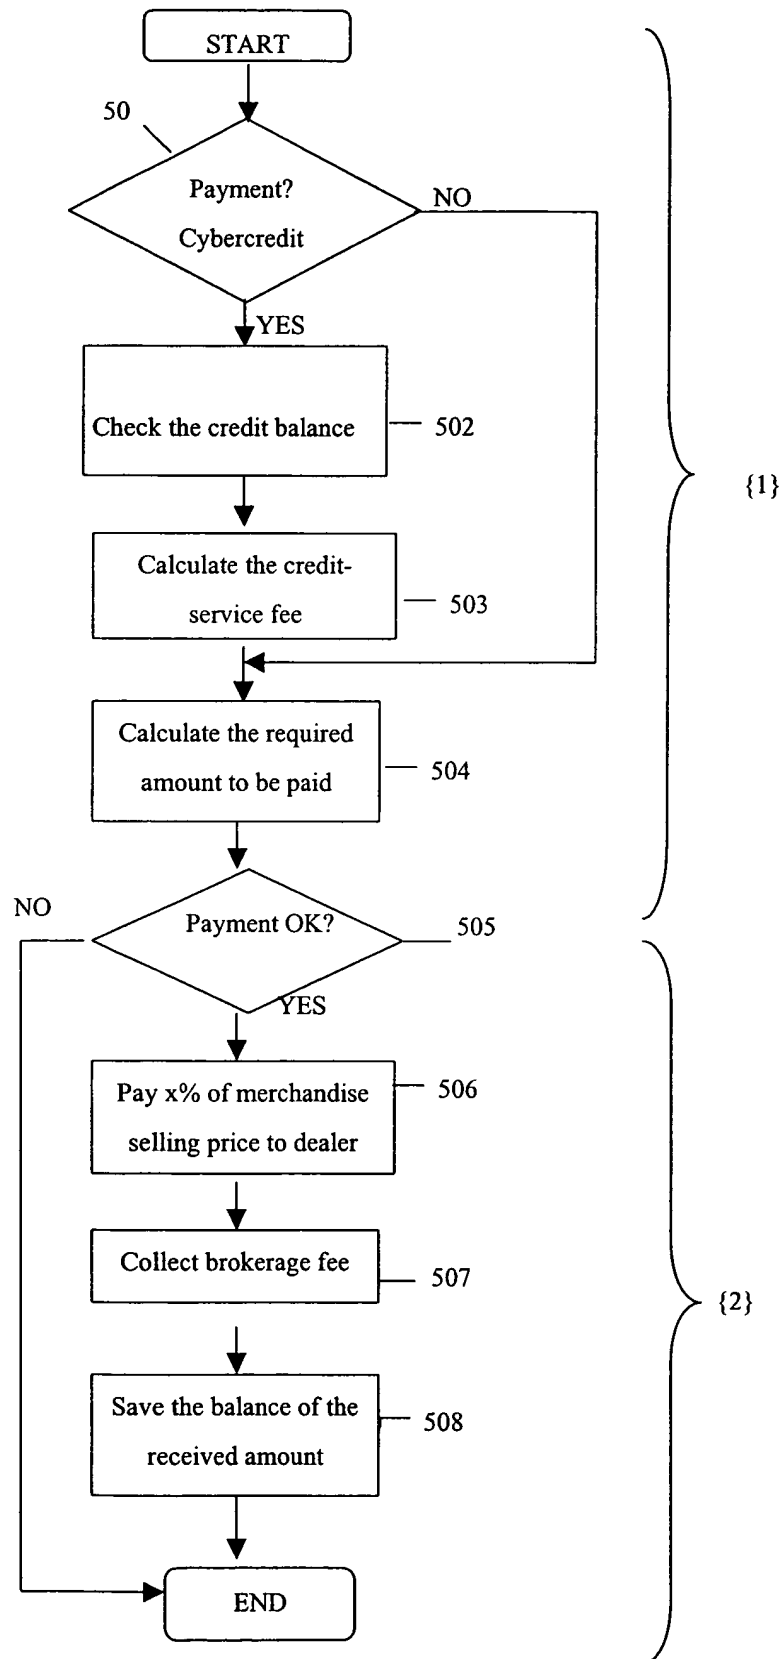 START
50
Payment?
NO
Cybercredit
YES
Check the credit balance
502
{1}
Calculate the credit-
service fee
503
Calculate the required
amount to be paid
504
NO
Payment OK?
505
YES
Pay x% of merchandise
selling price to dealer
506
Collect brokerage fee
507
{2}
Save the balance of the
received amount
508
END